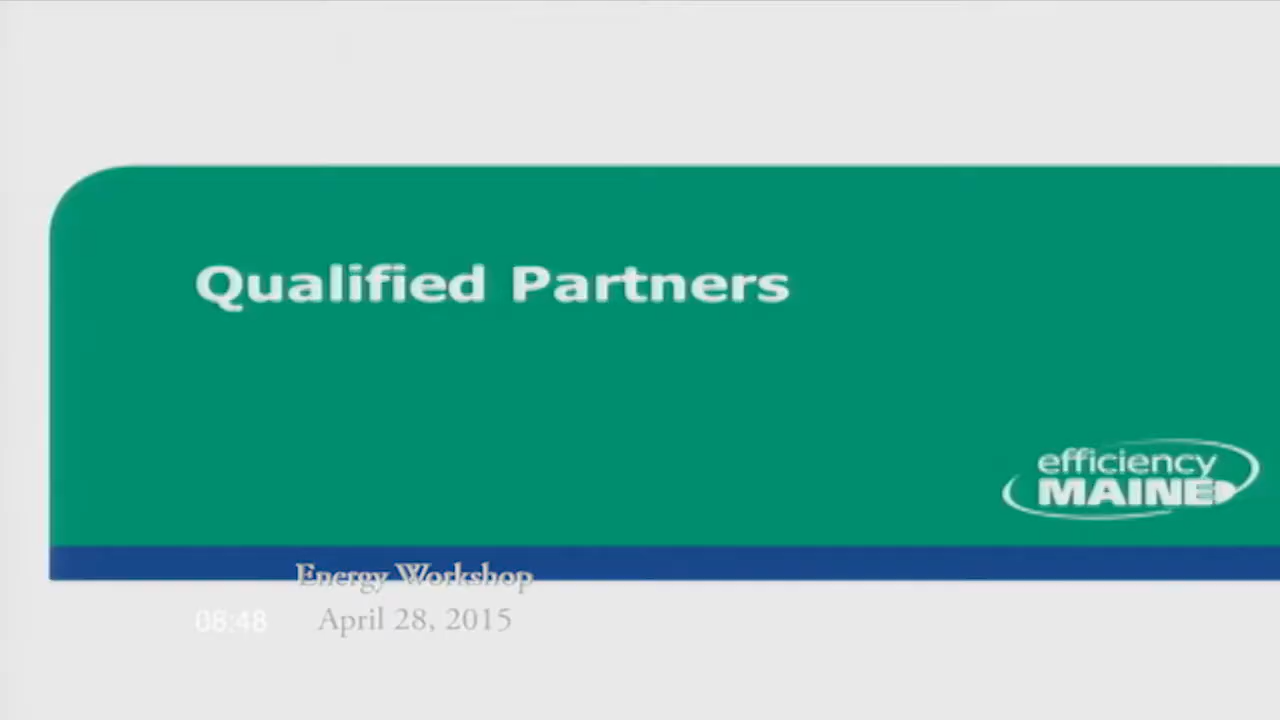 Qualified Partners
efficiency
MAINE
Energy Workshop
08:48 April 28, 2015